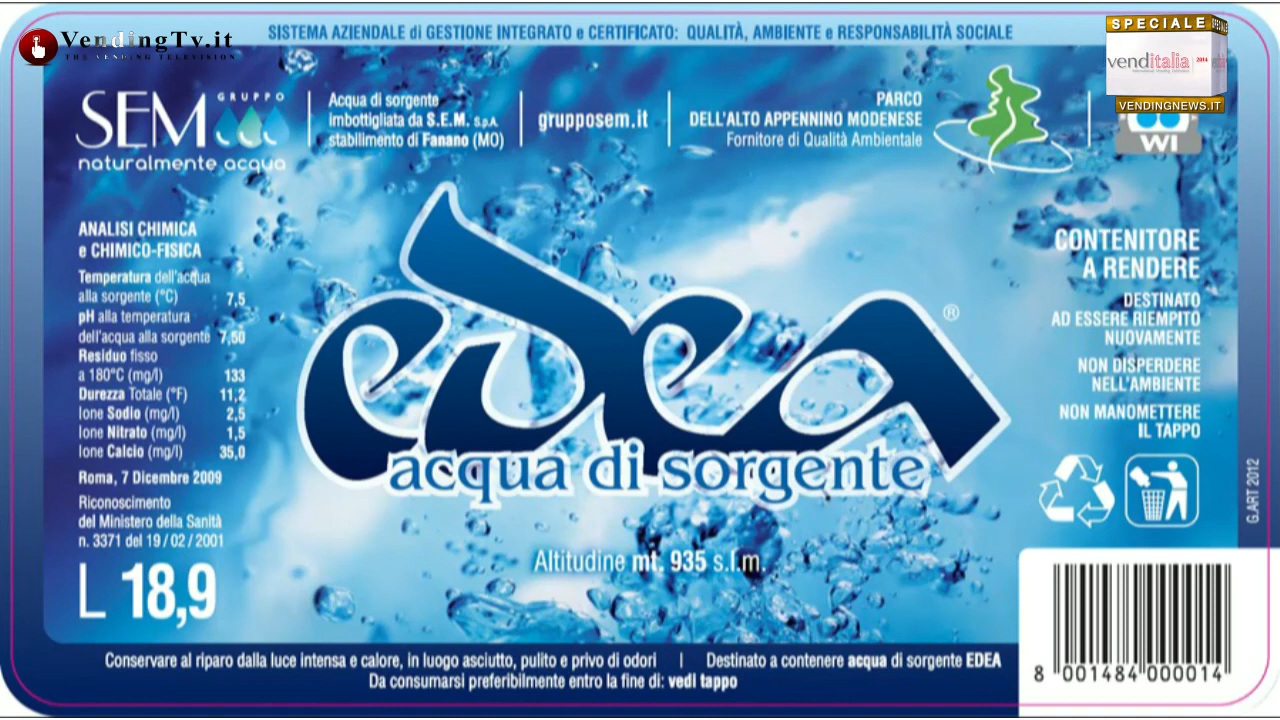 SISTEMA AZIENDALE di GESTIONE INTEGRATO e CERTIFICATO: QUALITÀ, AMBIENTE e RESPONSABILITÀ SOCIALE
VendingTv.it
THE VENDING TELEVISION
SPECIALE
SPECIALE
venditalia 2014
VENDINGNEWS.IT
SEM GRUPPO
naturalmente acqua
Acqua di sorgente
imbottigliata da S.E.M. S.p.A.
stabilimento di Fanano (MO)
grupposem.it
PARCO
DELL'ALTO APPENNINO MODENESE
Fornitore di Qualità Ambientale
WI
ANALISI CHIMICA
e CHIMICO-FISICA
Temperatura dell'acqua
alla sorgente (°C) 7,5
pH alla temperatura
dell'acqua alla sorgente 7,50
Residuo fisso
a 180°C (mg/l) 133
Durezza Totale (°F) 11,2
Ione Sodio (mg/l) 2,5
Ione Nitrato (mg/l) 1,5
Ione Calcio (mg/l) 35,0
Roma, 7 Dicembre 2009
Riconoscimento
del Ministero della Sanità
n. 3371 del 19/02/2001
L 18,9
edea ®
acqua di sorgente
Altitudine mt. 935 s.l.m.
CONTENITORE
A RENDERE
DESTINATO
AD ESSERE RIEMPITO
NUOVAMENTE
NON DISPERDERE
NELL'AMBIENTE
NON MANOMETTERE
IL TAPPO
G.ART 2012
Conservare al riparo dalla luce intensa e calore, in luogo asciutto, pulito e privo di odori | Destinato a contenere acqua di sorgente EDEA
Da consumarsi preferibilmente entro la fine di: vedi tappo
8 001484 000014